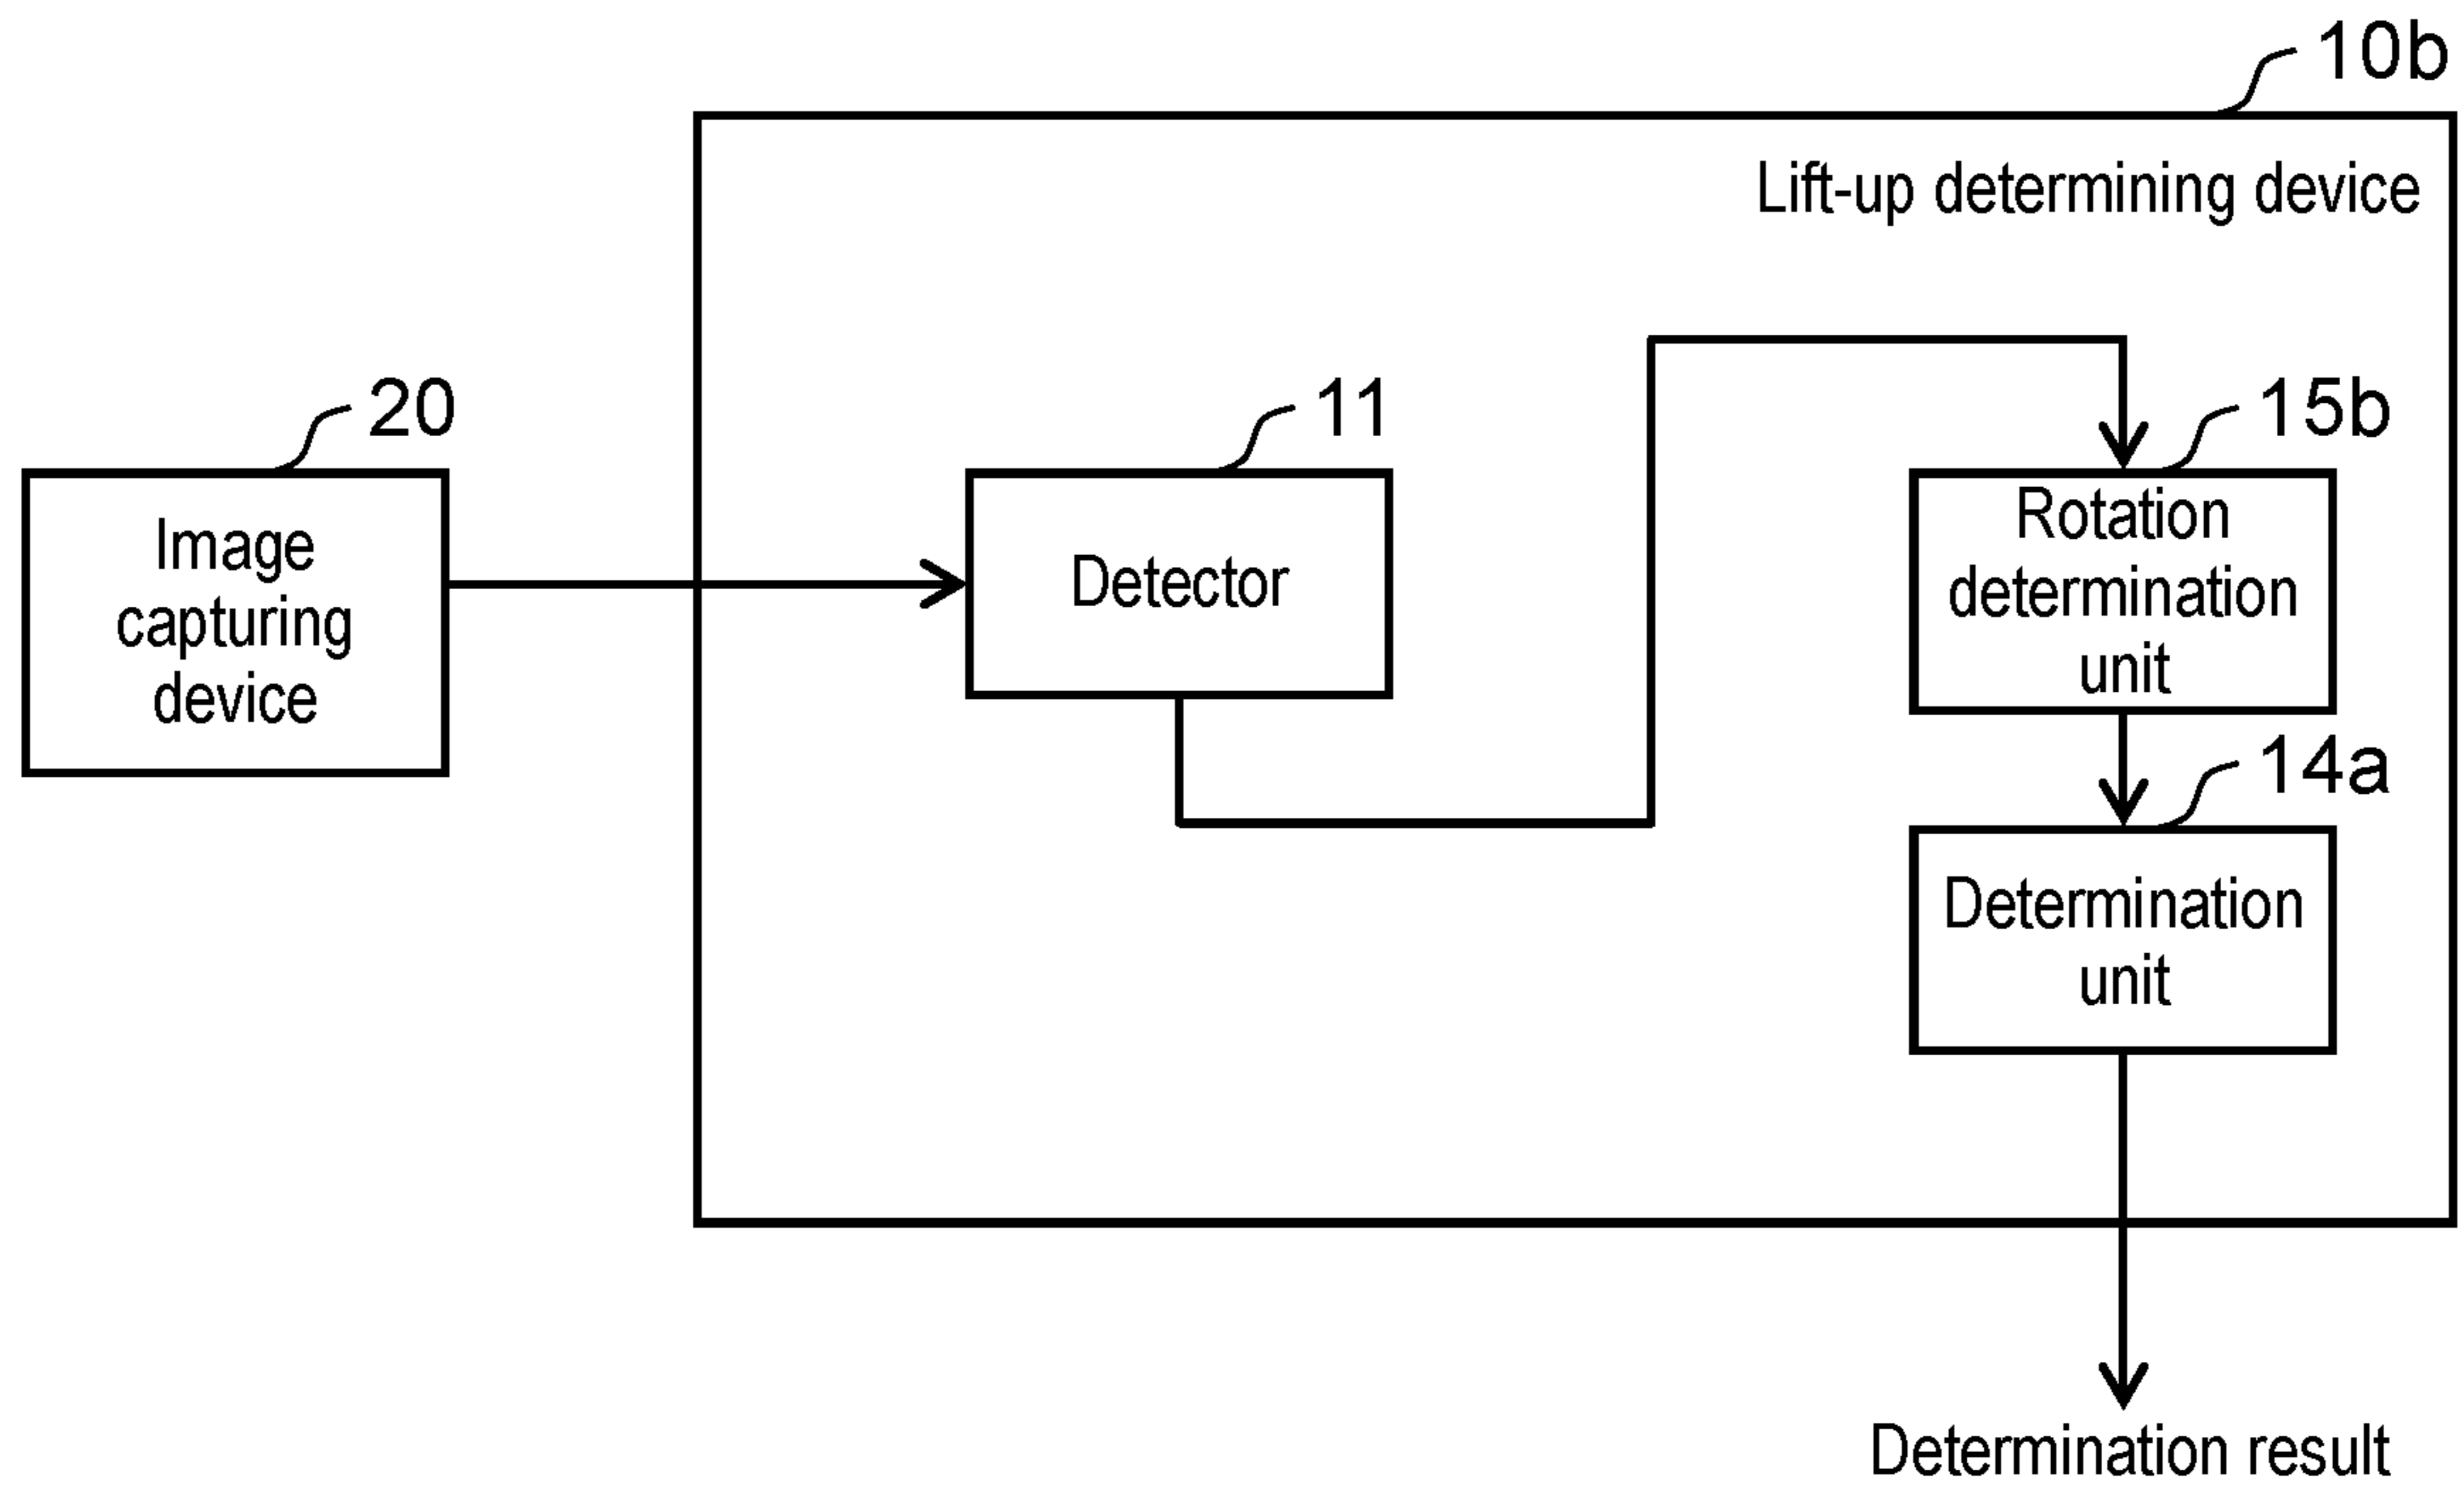 10b
Lift-up determining device
20
11
15b
Image
capturing
device
Detector
Rotation
determination
unit
14a
Determination
unit
Determination result